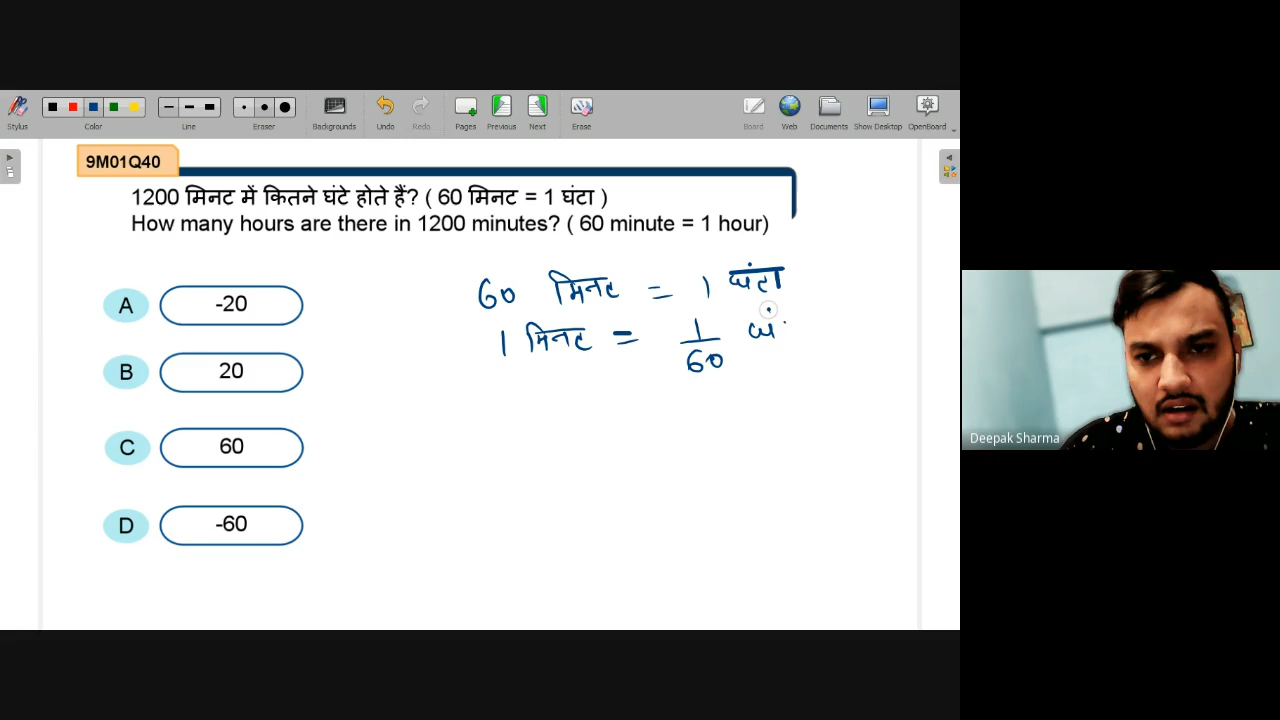 Stylus
Color
Line
Eraser
Backgrounds
Undo
Redo
Pages
Previous
Next
Erase
Board
Web
Documents
Show Desktop
OpenBoard
9M01Q40
1200 मिनट में कितने घंटे होते हैं? ( 60 मिनट = 1 घंटा )
How many hours are there in 1200 minutes? ( 60 minute = 1 hour)
60 मिनट = 1 घंटा
1 मिनट = 1/60 घं
A -20
B 20
C 60
D -60
Deepak Sharma